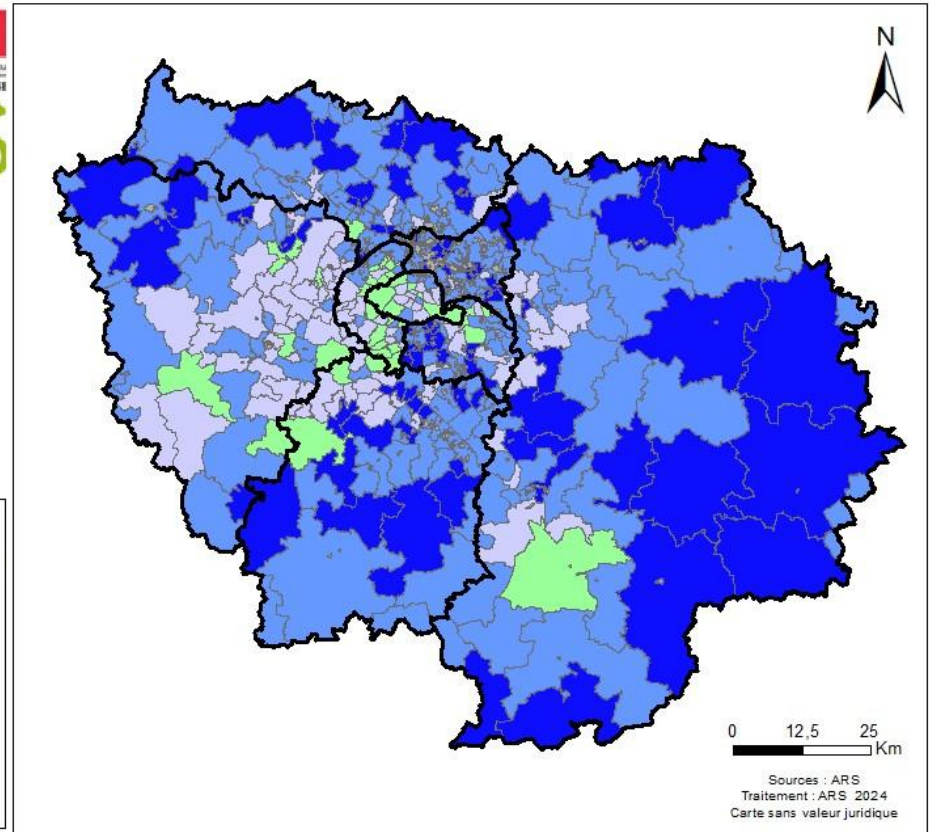 N
0 12,5 25
Km
Sources : ARS
Traitement : ARS 2024
Carte sans valeur juridique